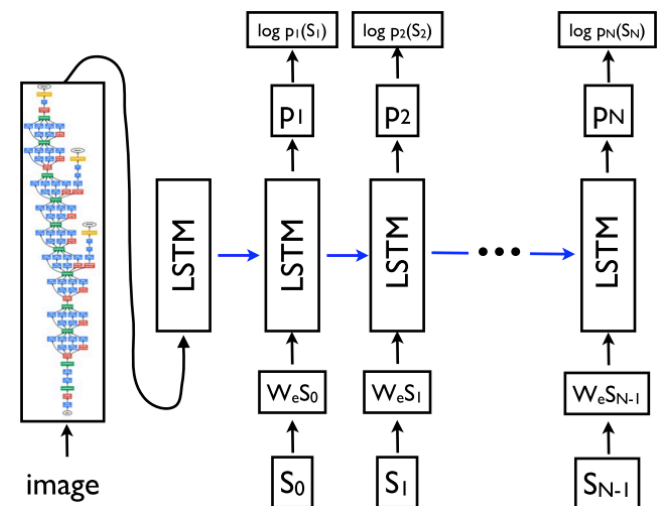 log p₁(S₁) log p₂(S₂) log pN(SN)
p₁ p₂ pN
LSTM LSTM LSTM ••• LSTM
WeS₀ WeS₁ WeSN-1
image S₀ S₁ SN-1